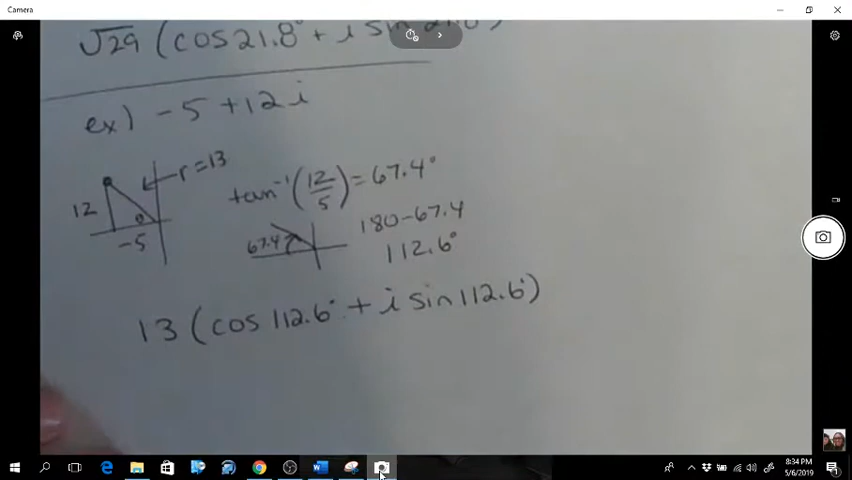 Camera
√29 (cos 21.8° + i sin
ex) -5 + 12i
r = 13
12
-5
θ
tan⁻¹(12/5) = 67.4°
67.4
180 - 67.4
112.6°
13 (cos 112.6° + i sin 112.6°)
8:34 PM
5/6/2019